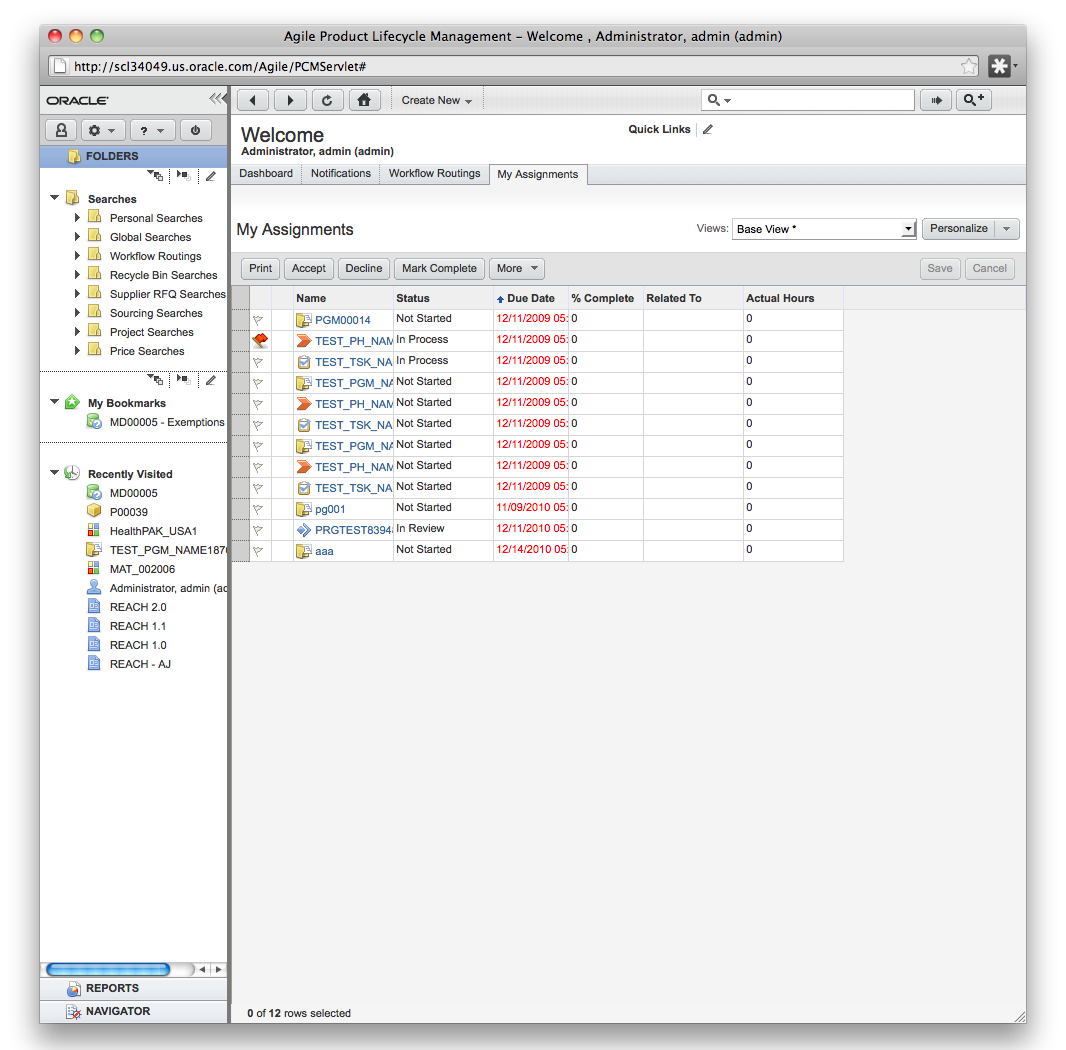 Agile Product Lifecycle Management – Welcome , Administrator, admin (admin)
http://scl34049.us.oracle.com/Agile/PCMServlet#
ORACLE
Create New
?
FOLDERS
Searches
Personal Searches
Global Searches
Workflow Routings
Recycle Bin Searches
Supplier RFQ Searches
Sourcing Searches
Project Searches
Price Searches
My Bookmarks
MD00005 - Exemptions
Recently Visited
MD00005
P00039
HealthPAK_USA1
TEST_PGM_NAME187
MAT_002006
Administrator, admin (ad
REACH 2.0
REACH 1.1
REACH 1.0
REACH - AJ
REPORTS
NAVIGATOR
Welcome
Administrator, admin (admin)
Quick Links
Dashboard Notifications Workflow Routings My Assignments
My Assignments
Views: Base View * Personalize
Print Accept Decline Mark Complete More Save Cancel
Name Status Due Date % Complete Related To Actual Hours
PGM00014 Not Started 12/11/2009 05: 0 0
TEST_PH_NAM In Process 12/11/2009 05: 0 0
TEST_TSK_NA In Process 12/11/2009 05: 0 0
TEST_PGM_NA Not Started 12/11/2009 05: 0 0
TEST_PH_NAM Not Started 12/11/2009 05: 0 0
TEST_TSK_NA Not Started 12/11/2009 05: 0 0
TEST_PGM_NA Not Started 12/11/2009 05: 0 0
TEST_PH_NAM Not Started 12/11/2009 05: 0 0
TEST_TSK_NA Not Started 12/11/2009 05: 0 0
pg001 Not Started 11/09/2010 05: 0 0
PRGTEST8394 In Review 12/11/2010 05: 0 0
aaa Not Started 12/14/2010 05: 0 0
0 of 12 rows selected